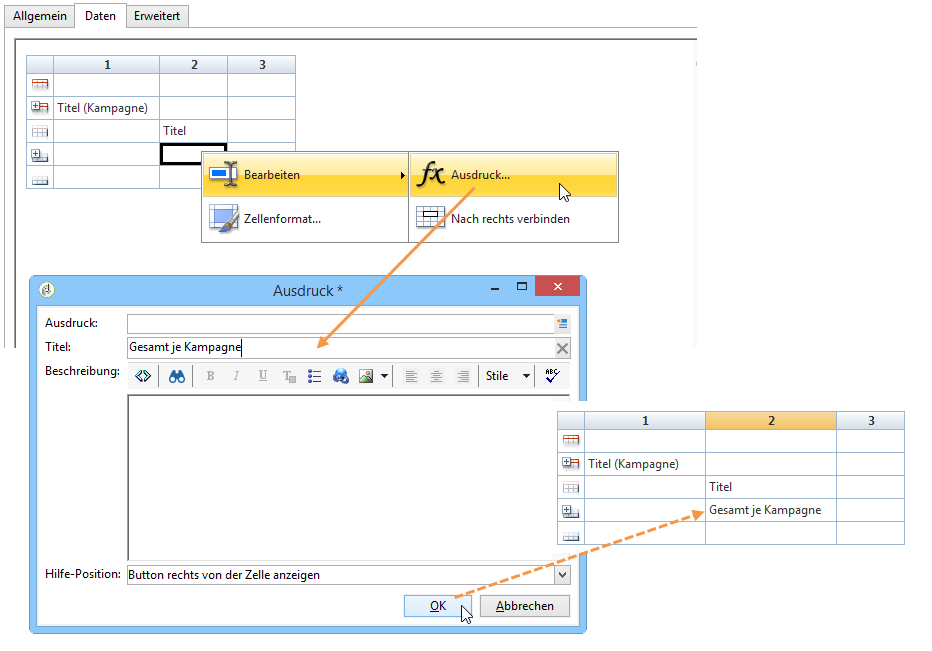 Allgemein Daten Erweitert
1 2 3
Titel (Kampagne)
Titel
Bearbeiten
Ausdruck...
Zellenformat...
Nach rechts verbinden
Ausdruck *
Ausdruck:
Titel: Gesamt je Kampagne
Beschreibung: B I U T Stile ABC
1 2 3
Titel (Kampagne)
Titel
Gesamt je Kampagne
Hilfe-Position: Button rechts von der Zelle anzeigen
OK Abbrechen